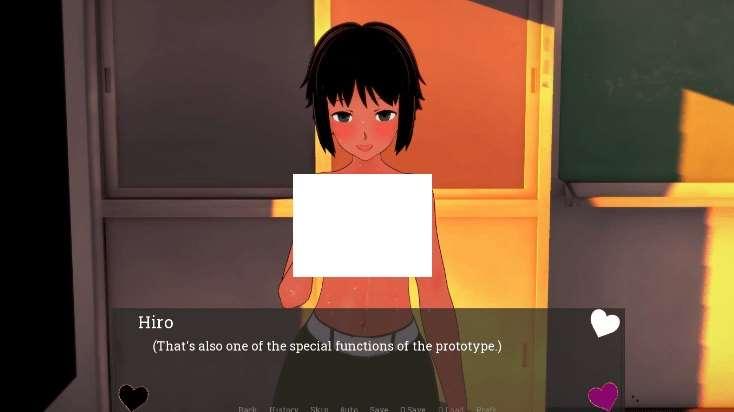 Hiro
(That's also one of the special functions of the prototype.)
Back History Skip Auto Save Q.Save Q.Load Prefs